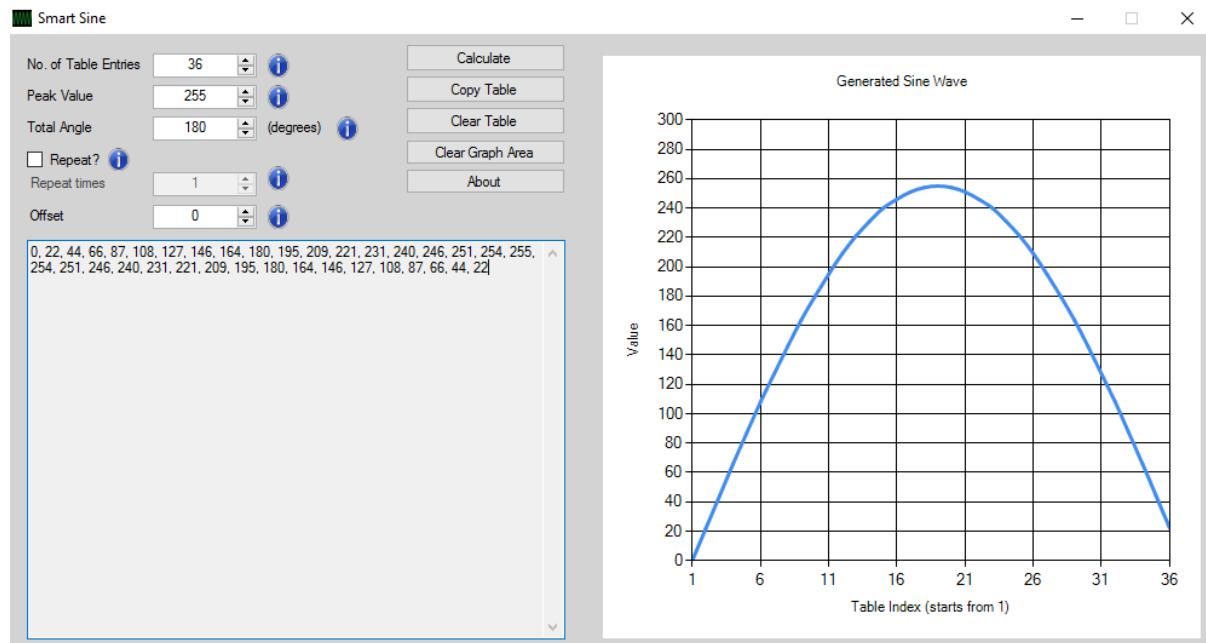 Smart Sine
No. of Table Entries 36
Calculate
Peak Value 255
Copy Table
Total Angle 180 (degrees)
Clear Table
Repeat?
Clear Graph Area
Repeat times 1
About
Offset 0
0, 22, 44, 66, 87, 108, 127, 146, 164, 180, 195, 209, 221, 231, 240, 246, 251, 254, 255,
254, 251, 246, 240, 231, 221, 209, 195, 180, 164, 146, 127, 108, 87, 66, 44, 22
Generated Sine Wave
300
280
260
240
220
200
180
160
140
120
100
80
60
40
20
0
Value
1 6 11 16 21 26 31 36
Table Index (starts from 1)